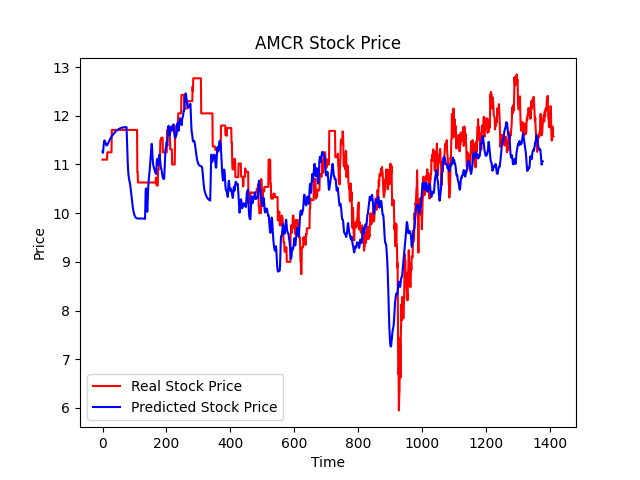 AMCR Stock Price
Price
13
12
11
10
9
8
7
6
Real Stock Price
Predicted Stock Price
0 200 400 600 800 1000 1200 1400
Time